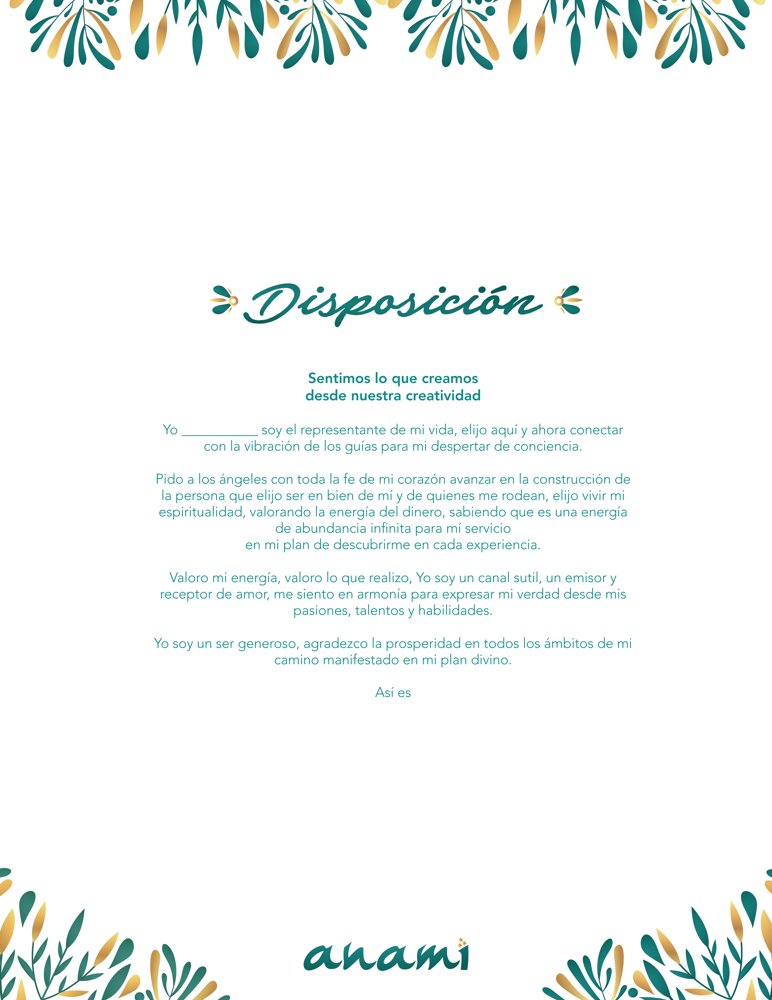 Disposición
Sentimos lo que creamos
desde nuestra creatividad
Yo ___________ soy el representante de mi vida, elijo aquí y ahora conectar
con la vibración de los guías para mi despertar de conciencia.
Pido a los ángeles con toda la fe de mi corazón avanzar en la construcción de
la persona que elijo ser en bien de mí y de quienes me rodean, elijo vivir mi
espiritualidad, valorando la energía del dinero, sabiendo que es una energía
de abundancia infinita para mí servicio
en mi plan de descubrirme en cada experiencia.
Valoro mi energía, valoro lo que realizo, Yo soy un canal sutil, un emisor y
receptor de amor, me siento en armonía para expresar mi verdad desde mis
pasiones, talentos y habilidades.
Yo soy un ser generoso, agradezco la prosperidad en todos los ámbitos de mi
camino manifestado en mi plan divino.
Así es
anami